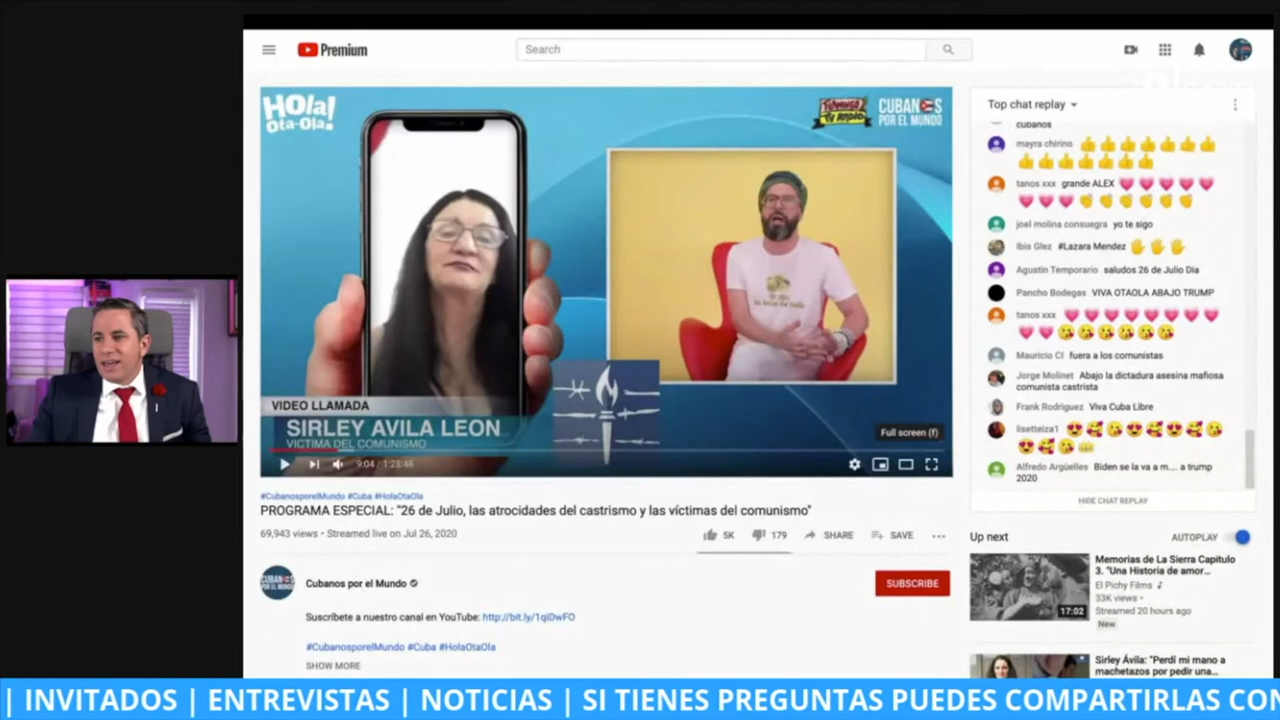 Premium
Search
HOla!
Ota-Ola.
TV RADIO
CUBANOS
POR EL MUNDO
VIDEO LLAMADA
SIRLEY AVILA LEON
VICTIMA DEL COMUNISMO
Full screen (f)
9:04 / 1:28:48
Top chat replay
cubanos
mayra chirino 👍👍👍👍👍👍👍
👍👍👍👍👍👍👍
tanos xxx grande ALEX 💗💗💗💗💗
💗💗💗👏👏👏👏👏👏
joel molina consuegra yo te sigo
Ibis Glez #Lazara Mendez 🖐🖐🖐
Agustin Temporario saludos 26 de Julio Dia
Pancho Bodegas VIVA OTAOLA ABAJO TRUMP
tanos xxx 💗💗💗💗💗💗💗💗
💗💗😘😘😘😘😘😘
Mauricio Cl fuera a los comunistas
Jorge Molinet Abajo la dictadura asesina mafiosa
comunista castrista
Frank Rodriguez Viva Cuba Libre
lisetteiza1 😍🥰😘😍🥰😍🥰😘
😍🥰😘👑
Alfredo Argüelles Biden se la va a m.... a trump
2020
HIDE CHAT REPLAY
#CubanosporelMundo #Cuba #HolaOtaOla
PROGRAMA ESPECIAL: "26 de Julio, las atrocidades del castrismo y las víctimas del comunismo"
69,943 views • Streamed live on Jul 26, 2020
5K 179 SHARE SAVE
Cubanos por el Mundo
SUBSCRIBE
Suscríbete a nuestro canal en YouTube: http://bit.ly/1qiDwFO
#CubanosporelMundo #Cuba #HolaOtaOla
SHOW MORE
Up next
AUTOPLAY
Memorias de La Sierra Capitulo
3. "Una Historia de amor...
El Pichy Films
33K views •
Streamed 20 hours ago
New
17:02
Sirley Ávila: "Perdí mi mano a
machetazos por pedir una...
| INVITADOS | ENTREVISTAS | NOTICIAS | SI TIENES PREGUNTAS PUEDES COMPARTIRLAS CON